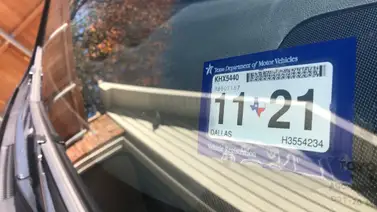 Texas Department of Motor Vehicles
KHX5440
11 21
DALLAS H3554234